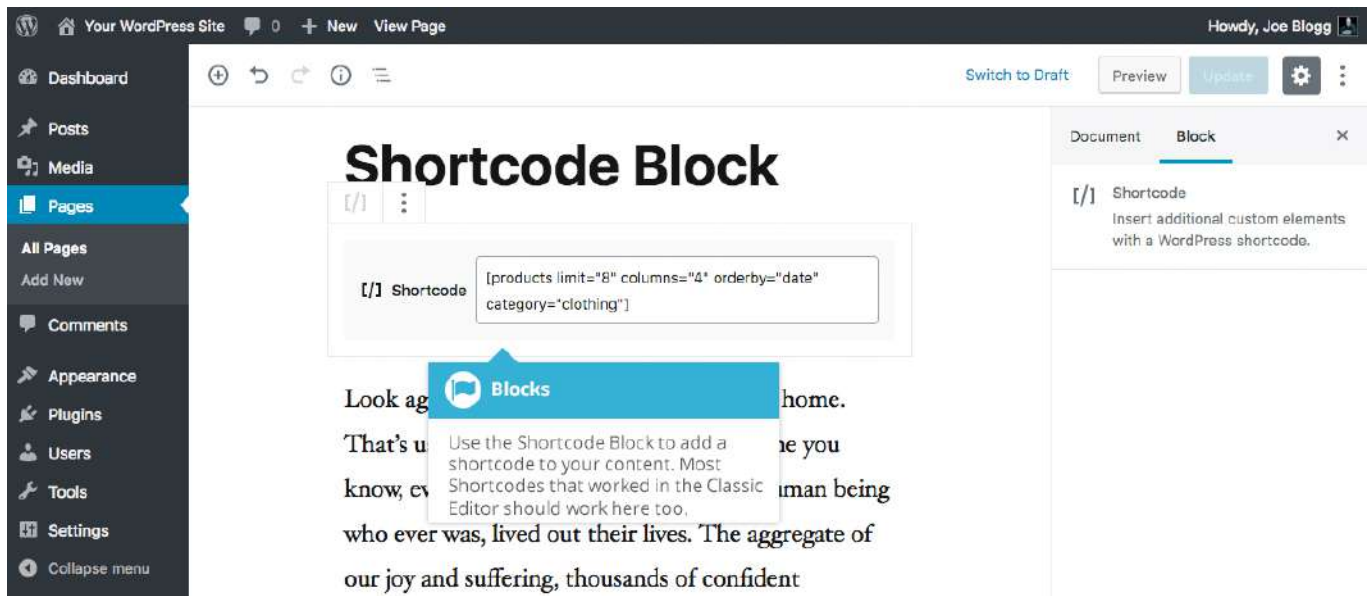 Your WordPress Site 0 New View Page Howdy, Joe Blogg
Dashboard
Posts
Media
Pages
All Pages
Add New
Comments
Appearance
Plugins
Users
Tools
Settings
Collapse menu
Switch to Draft Preview Update
Shortcode Block
[/]
[/] Shortcode
[products limit="8" columns="4" orderby="date"
category="clothing"]
Blocks
Use the Shortcode Block to add a
shortcode to your content. Most
Shortcodes that worked in the Classic
Editor should work here too.
Look ag home.
That's u you
know, ev being
who ever was, lived out their lives. The aggregate of
our joy and suffering, thousands of confident
Document Block
[/] Shortcode
Insert additional custom elements
with a WordPress shortcode.